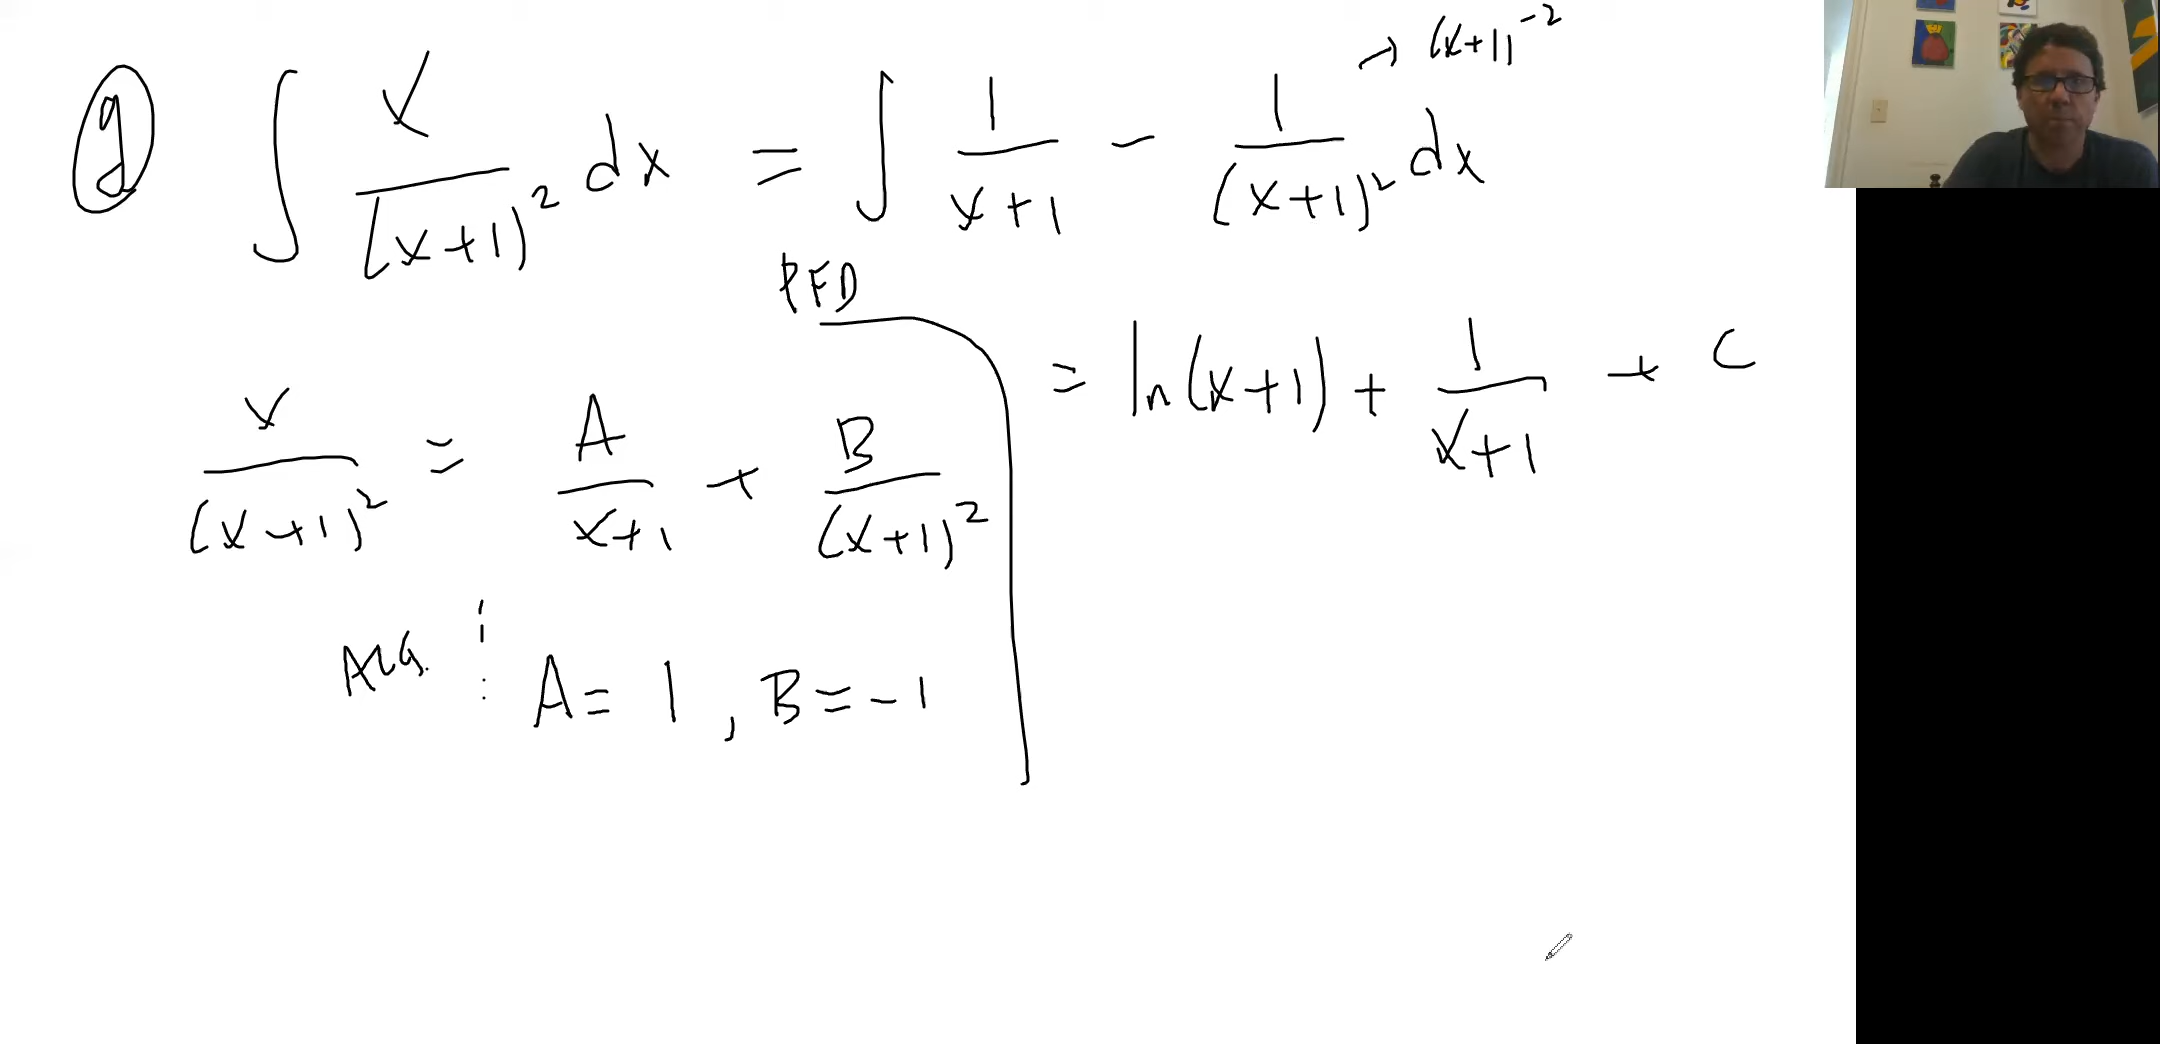 g ∫ x/(x+1)² dx = ∫ 1/(x+1) - 1/(x+1)² dx → (x+1)⁻²
PFD
= ln(x+1) + 1/(x+1) + C
x/(x+1)² = A/(x+1) + B/(x+1)²
ALG. ⋮ A = 1, B = -1